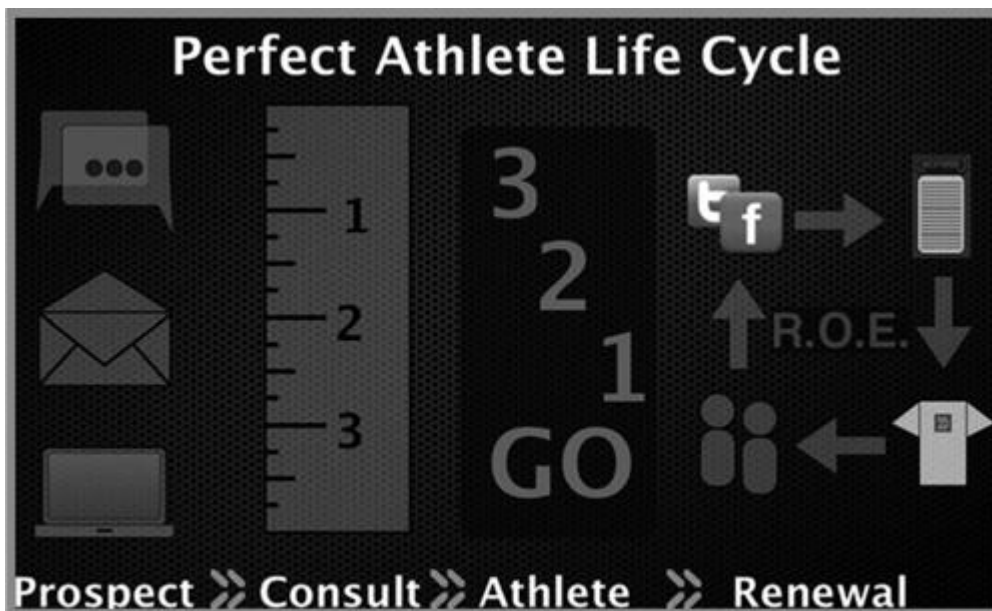 Perfect Athlete Life Cycle
1
2
3
3
2
1
GO
t
f
R.O.E.
Prospect » Consult » Athlete » Renewal